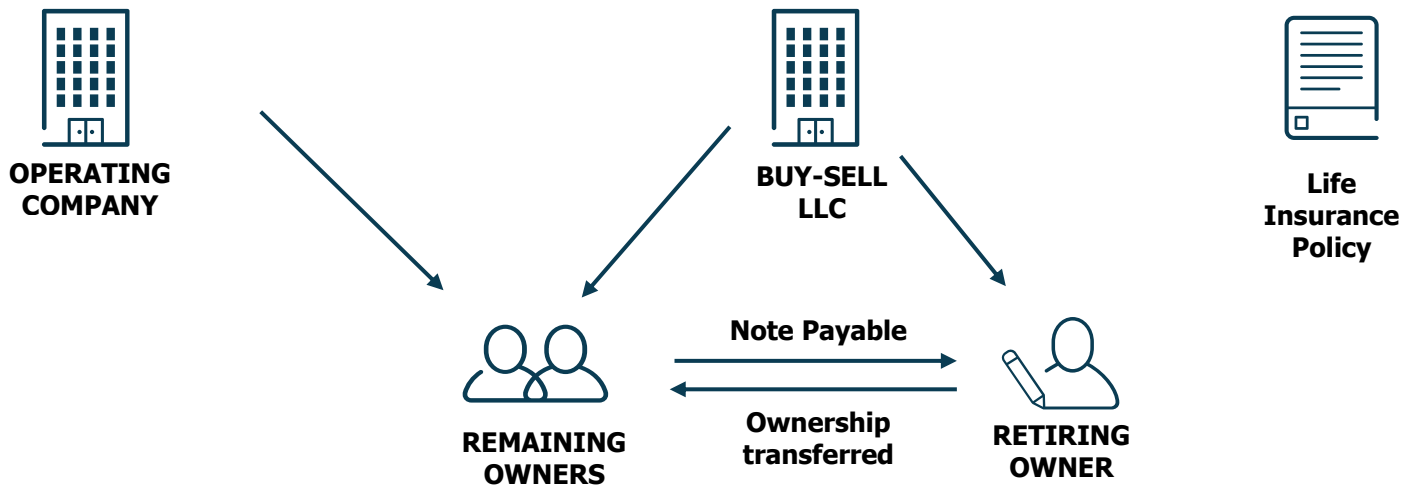 OPERATING
COMPANY
BUY-SELL
LLC
Life
Insurance
Policy
Note Payable
Ownership
transferred
REMAINING
OWNERS
RETIRING
OWNER